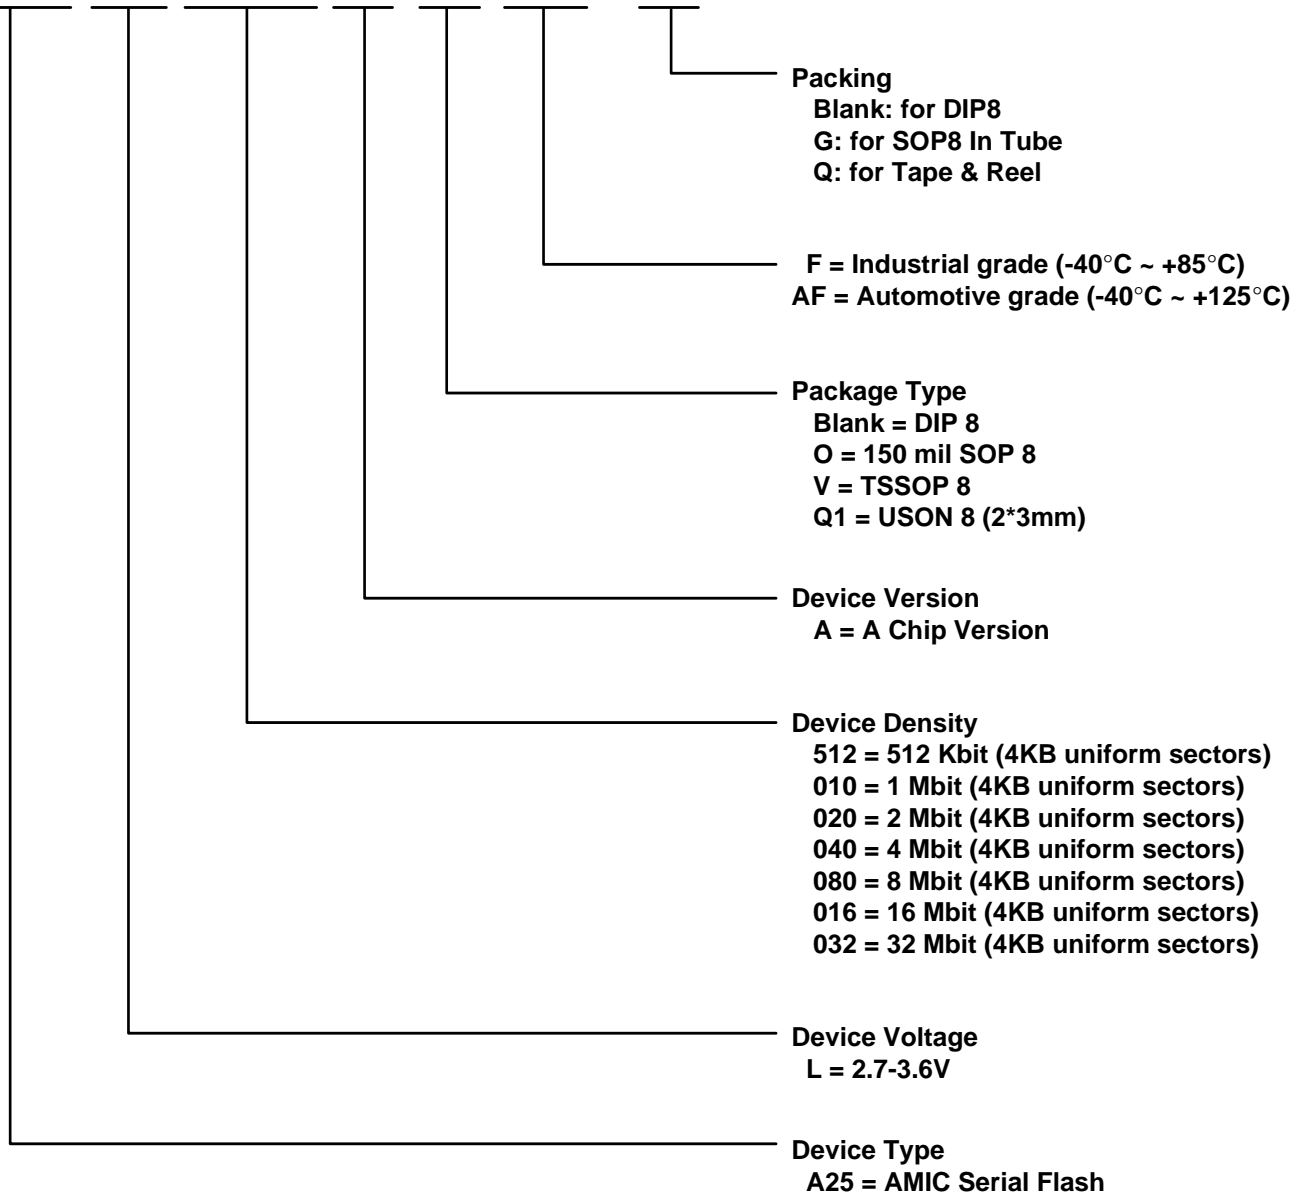 Packing
Blank: for DIP8
G: for SOP8 In Tube
Q: for Tape & Reel
F = Industrial grade (-40°C ~ +85°C)
AF = Automotive grade (-40°C ~ +125°C)
Package Type
Blank = DIP 8
O = 150 mil SOP 8
V = TSSOP 8
Q1 = USON 8 (2*3mm)
Device Version
A = A Chip Version
Device Density
512 = 512 Kbit (4KB uniform sectors)
010 = 1 Mbit (4KB uniform sectors)
020 = 2 Mbit (4KB uniform sectors)
040 = 4 Mbit (4KB uniform sectors)
080 = 8 Mbit (4KB uniform sectors)
016 = 16 Mbit (4KB uniform sectors)
032 = 32 Mbit (4KB uniform sectors)
Device Voltage
L = 2.7-3.6V
Device Type
A25 = AMIC Serial Flash